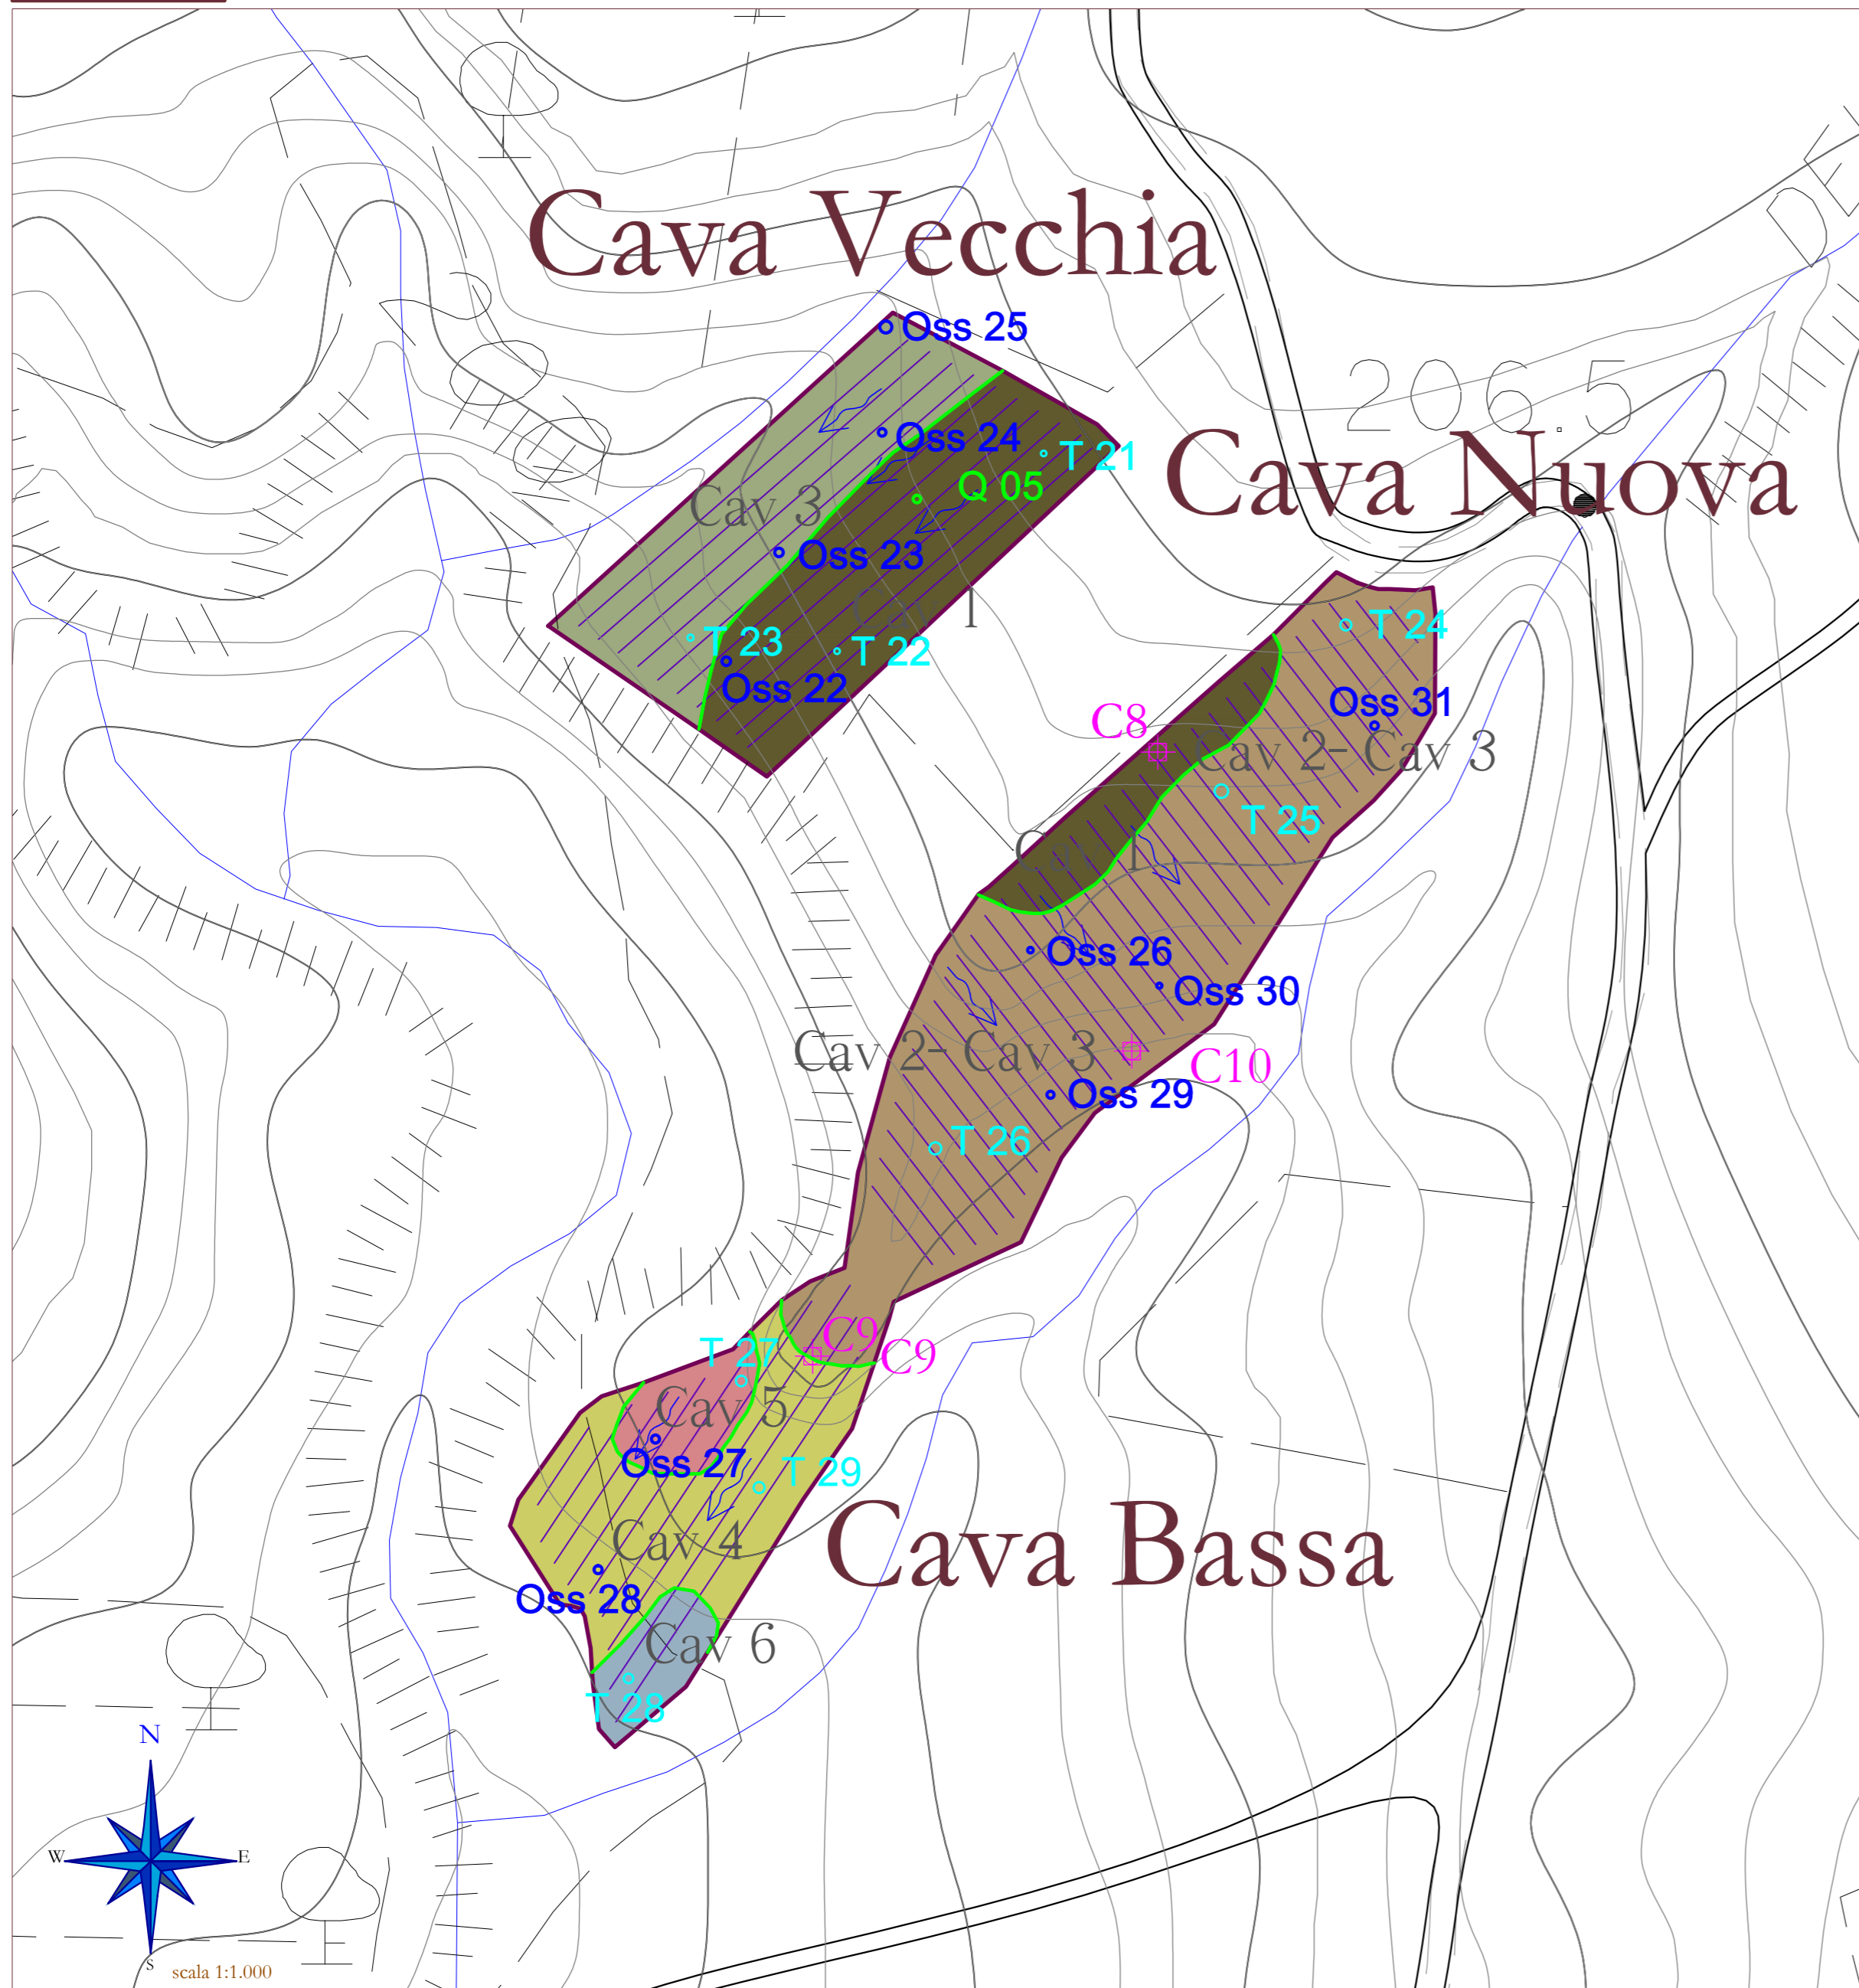 Cava Vecchia
Oss 25
206.5
Oss 24
T 21
Cava Nuova
Q 05
Cav 3
Oss 23
T 24
T 23
T 22
Oss 22
Oss 31
C8
Cav 2- Cav 3
T 25
Cav 1
Oss 26
Oss 30
Cav 2- Cav 3
C10
Oss 29
T 26
C9
T 27
C9
Cav 5
Oss 27
T 29
Cav 4
Cava Bassa
Oss 28
Cav 6
T 28
N
W
E
S
scala 1:1.000